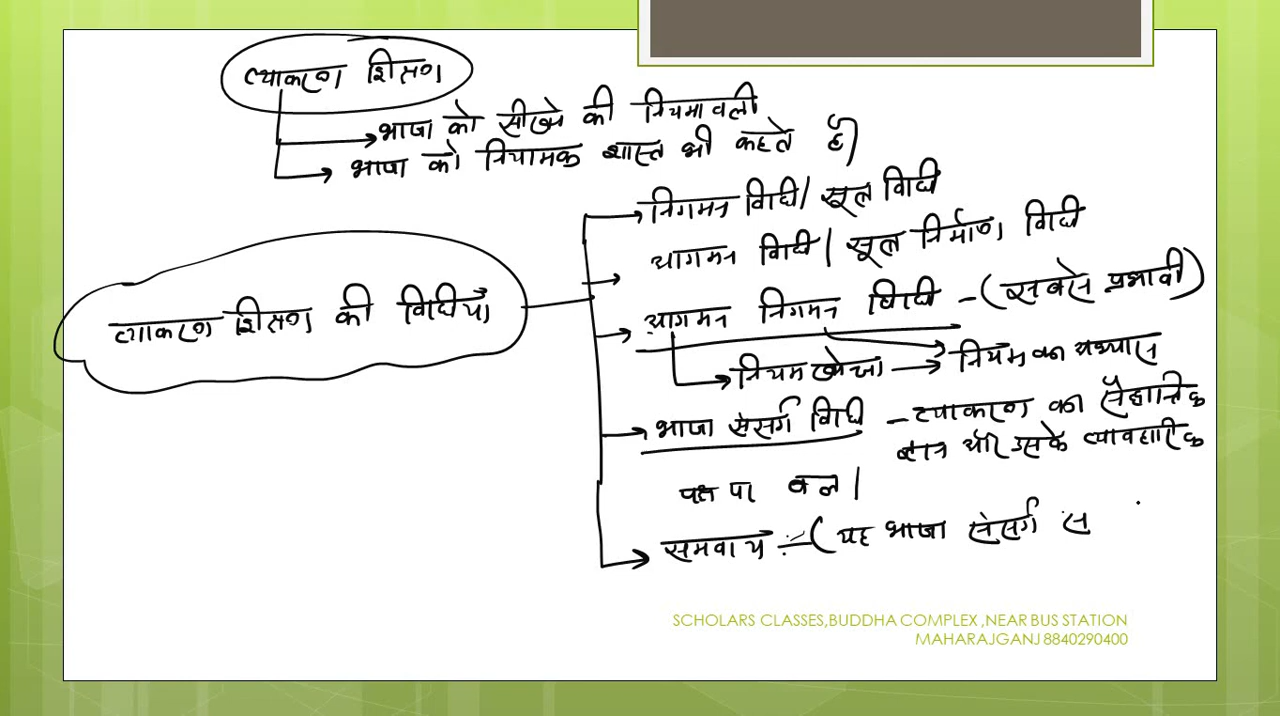 व्याकरण शिक्षण
भाषा को सीखने की नियमावली
भाषा को नियामक शास्त्र भी कहते हैं।
व्याकरण शिक्षण की विधियाँ
निगमन विधि/ सूत्र विधि
आगमन विधि/ सूत्र निर्माण विधि
आगमन निगमन विधि - (सबसे प्रभावी)
नियम खोजा → नियम का अभ्यास
भाषा संसर्ग विधि - व्याकरण का सैद्धान्तिक
ज्ञान और उसके व्यावहारिक
पक्ष पर बल।
समवाय :- (यह भाषा संसर्ग स
SCHOLARS CLASSES,BUDDHA COMPLEX ,NEAR BUS STATION
MAHARAJGANJ 8840290400